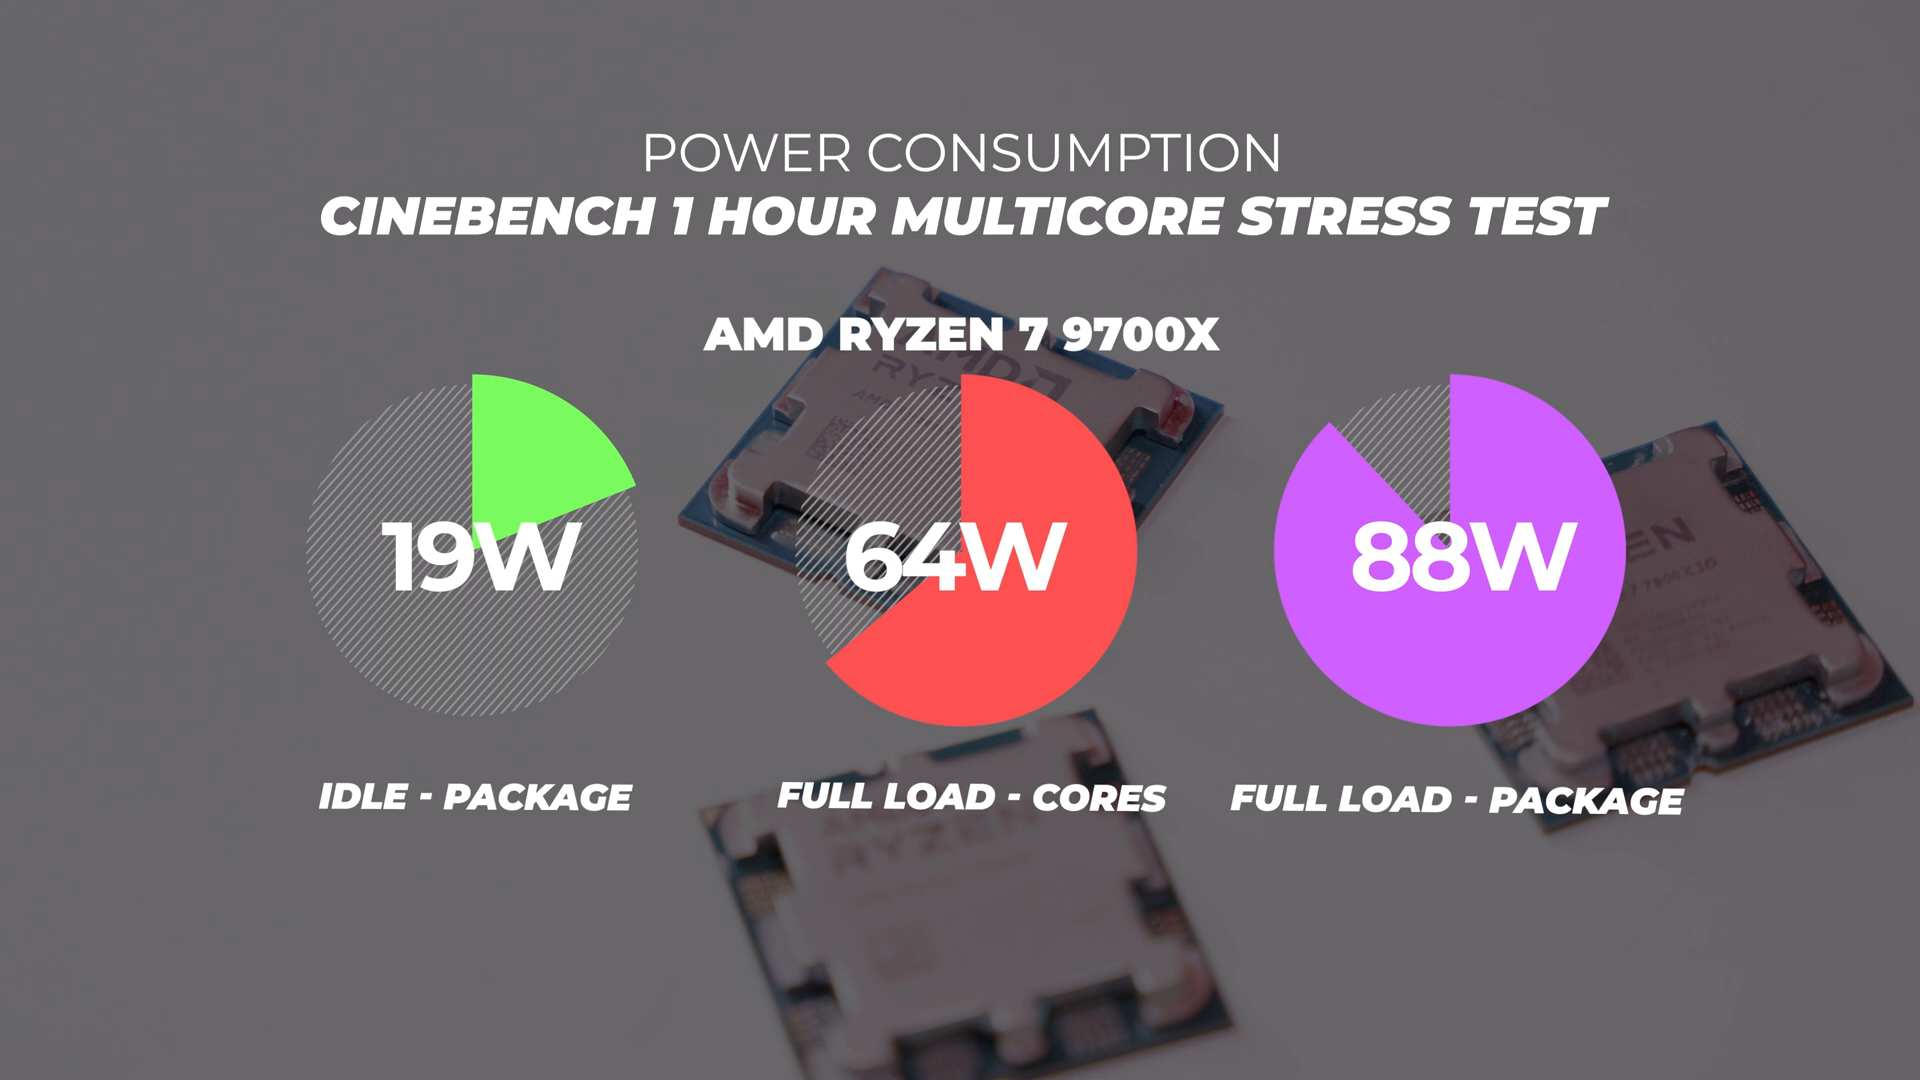 POWER CONSUMPTION
CINEBENCH 1 HOUR MULTICORE STRESS TEST
AMD RYZEN 7 9700X
19W
64W
88W
IDLE - PACKAGE
FULL LOAD - CORES
FULL LOAD - PACKAGE
RYZEN